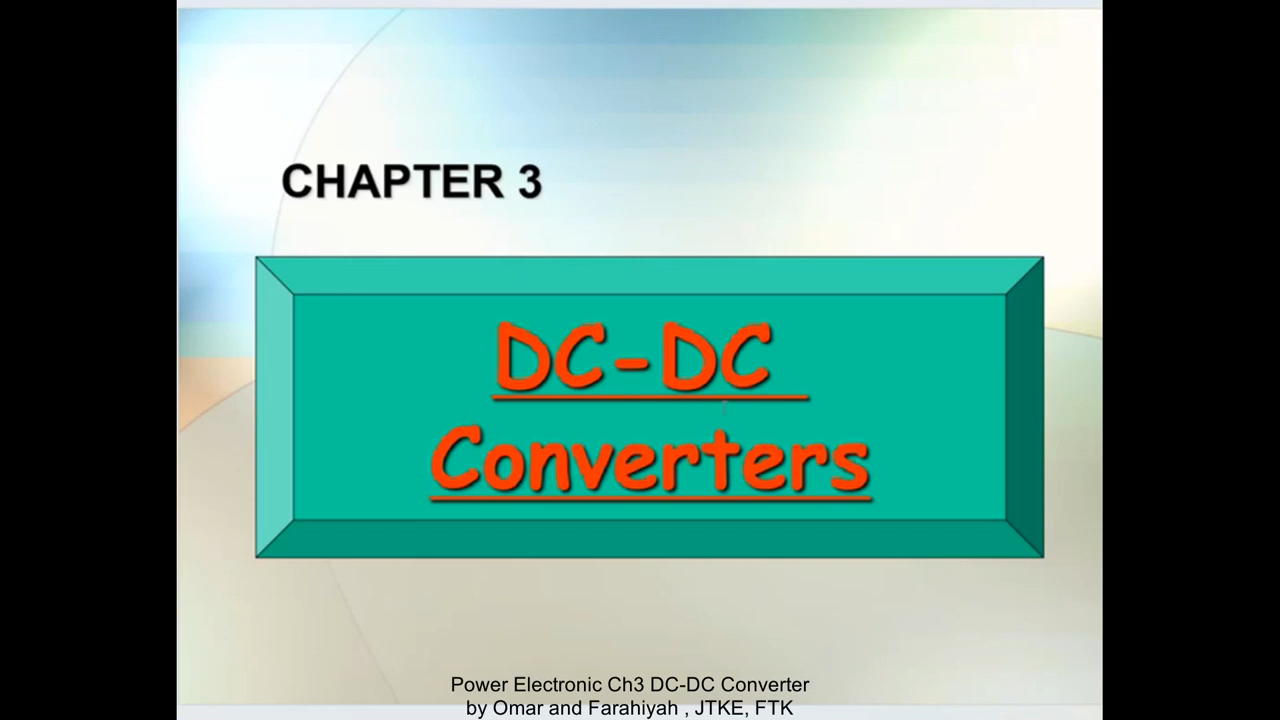 CHAPTER 3
DC-DC
Converters
Power Electronic Ch3 DC-DC Converter
by Omar and Farahiyah , JTKE, FTK